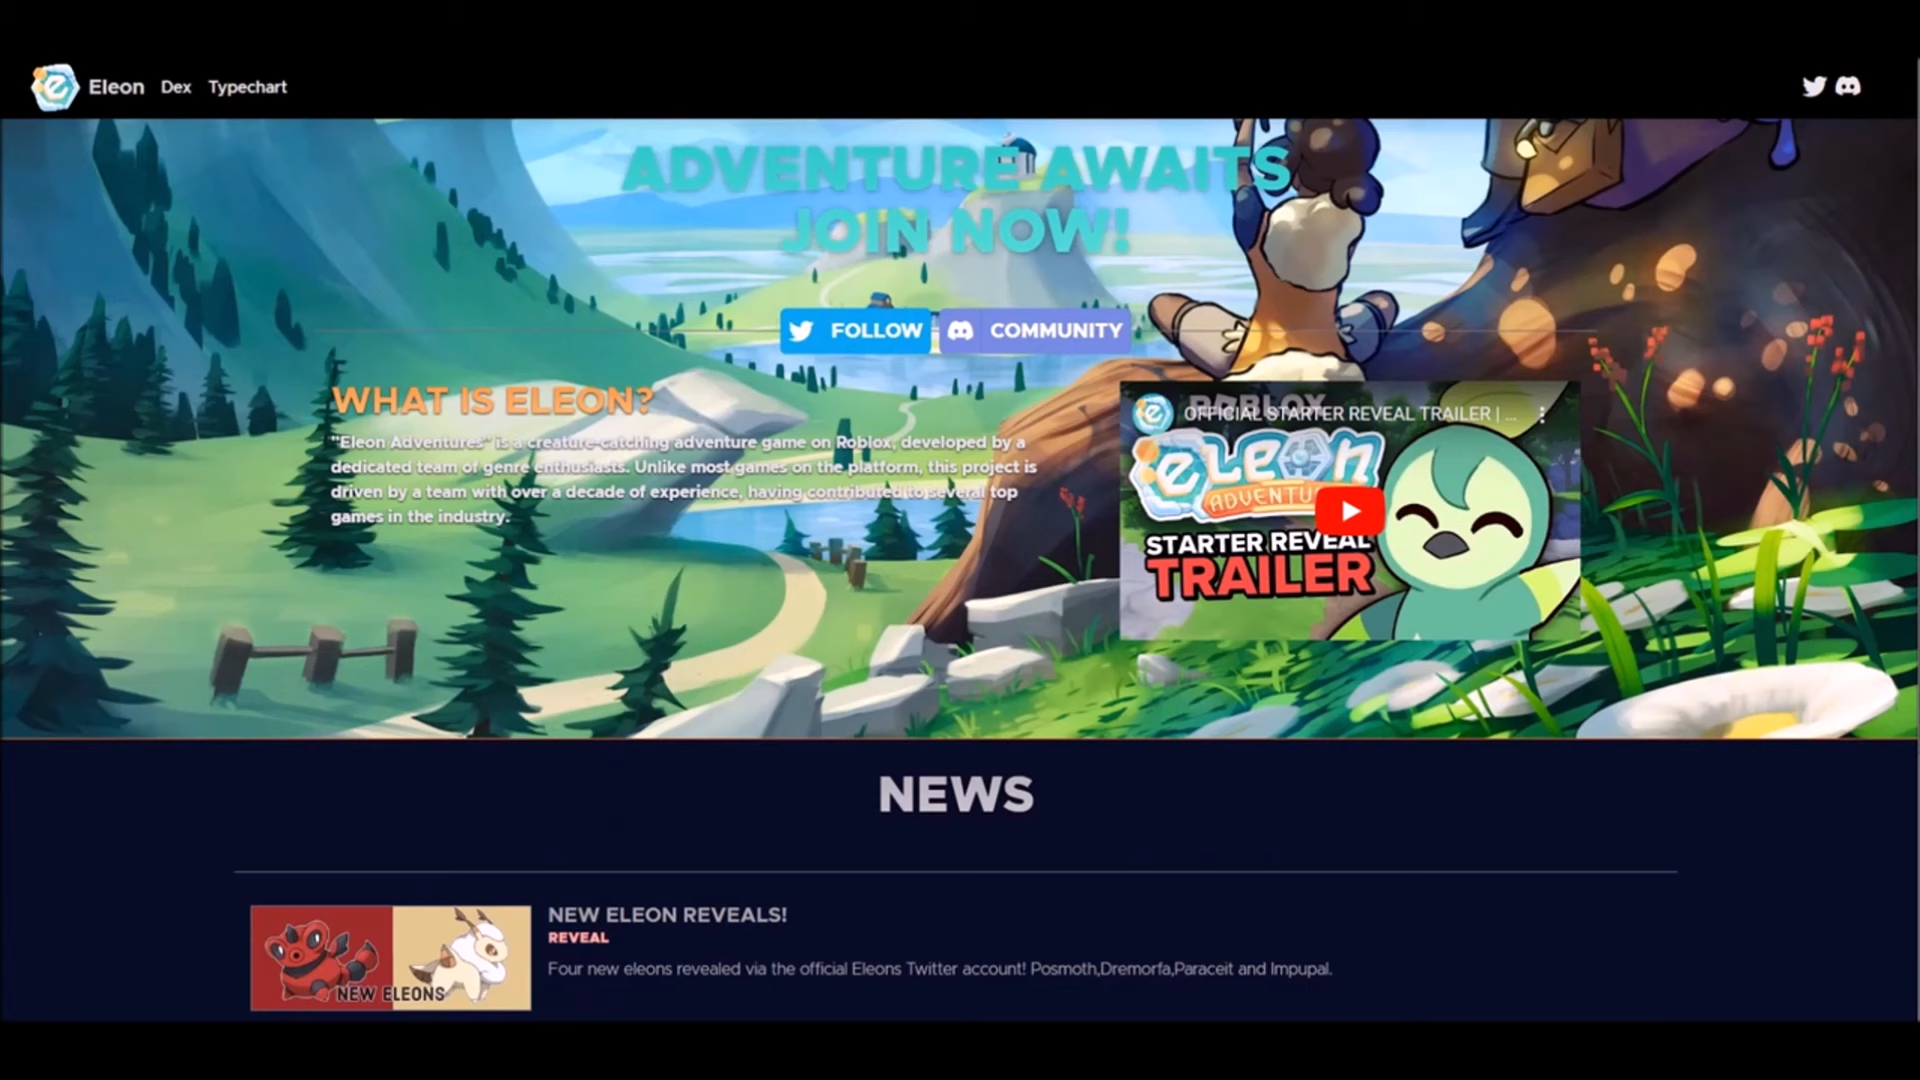 Eleon Dex Typechart
ADVENTURE AWAITS
JOIN NOW!
FOLLOW COMMUNITY
WHAT IS ELEON?
"Eleon Adventures" is a creature-catching adventure game on Roblox, developed by a
dedicated team of genre enthusiasts. Unlike most games on the platform, this project is
driven by a team with over a decade of experience, having contributed to several top
games in the industry.
ROBLOX
OFFICIAL STARTER REVEAL TRAILER | ...
eleon
STARTER REVEAL
TRAILER
NEWS
NEW ELEONS
NEW ELEON REVEALS!
REVEAL
Four new eleons revealed via the official Eleons Twitter account! Posmoth,Dremorfa,Paraceit and Impupal.